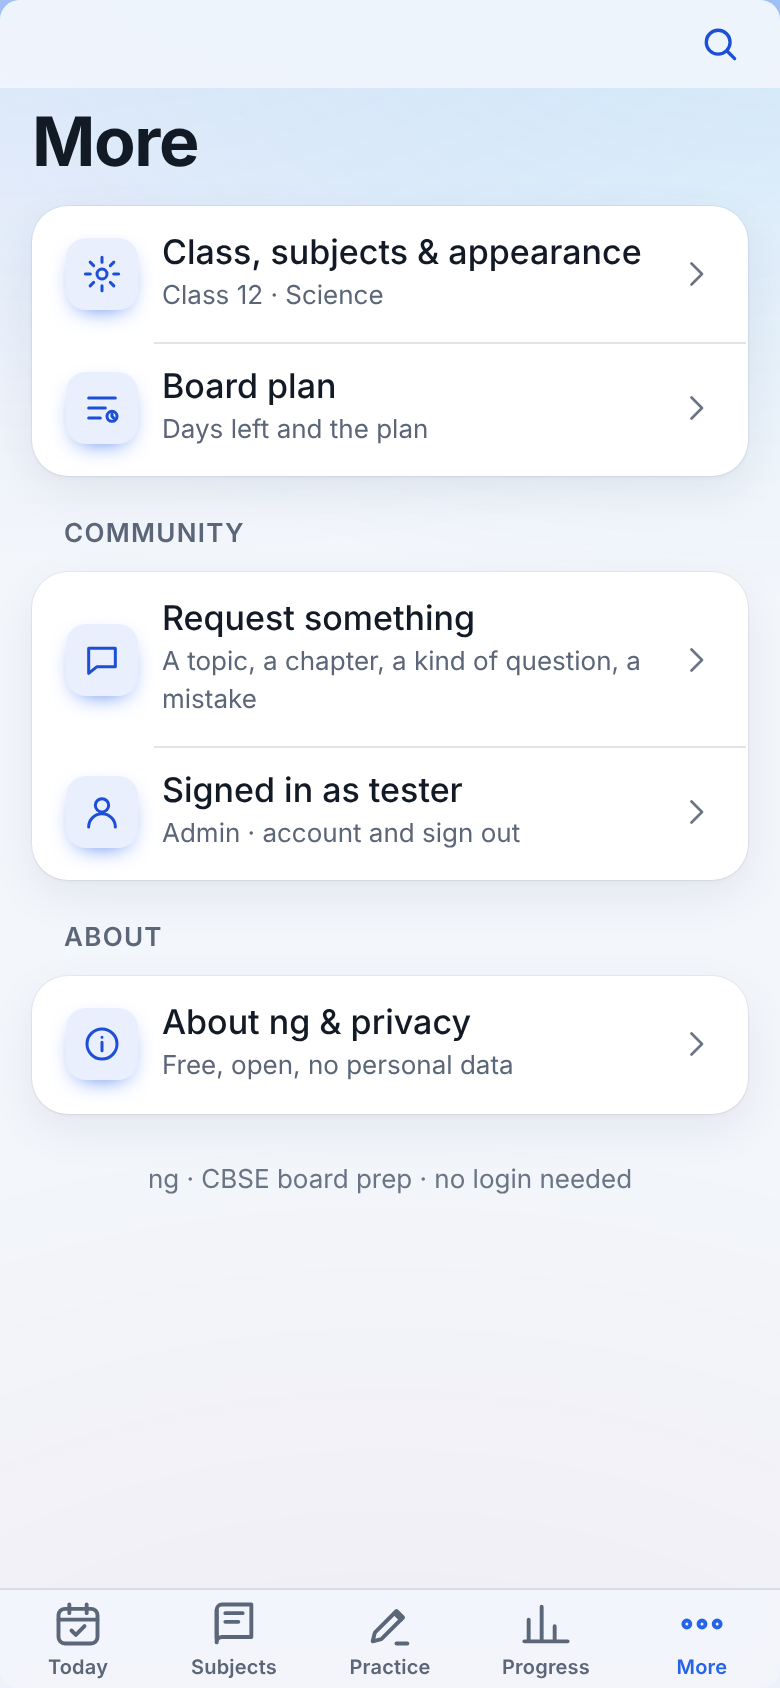 More
Class, subjects & appearance
Class 12 · Science
Board plan
Days left and the plan
COMMUNITY
Request something
A topic, a chapter, a kind of question, a
mistake
Signed in as tester
Admin · account and sign out
ABOUT
About ng & privacy
Free, open, no personal data
ng · CBSE board prep · no login needed
Today
Subjects
Practice
Progress
More